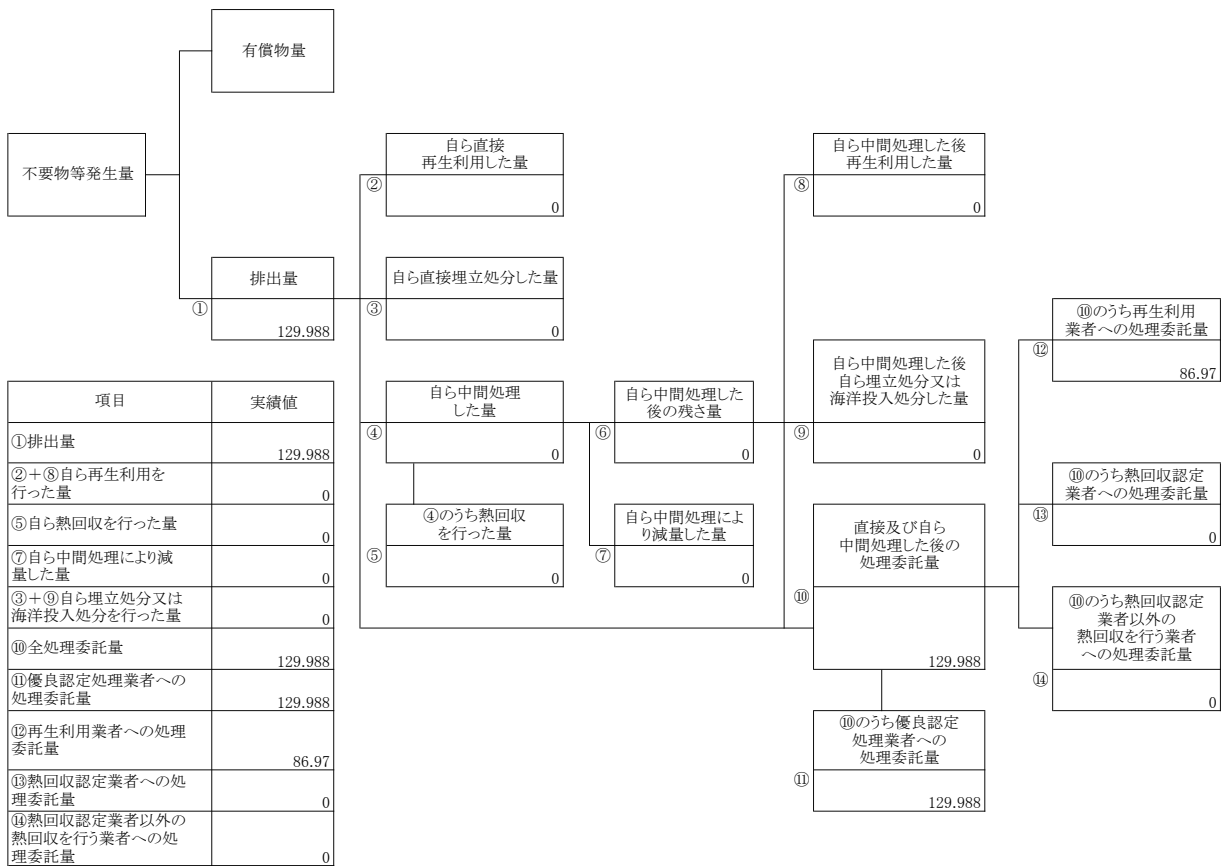 有償物量
不要物等発生量
排出量
①
129.988
自ら直接
再生利用した量
②
0
自ら直接埋立処分した量
③
0
自ら中間処理
した量
④
0
④のうち熱回収
を行った量
⑤
0
自ら中間処理した
後の残さ量
⑥
0
自ら中間処理によ
り減量した量
⑦
0
自ら中間処理した後
再生利用した量
⑧
0
自ら中間処理した後
自ら埋立処分又は
海洋投入処分した量
⑨
0
直接及び自ら
中間処理した後の
処理委託量
⑩
129.988
⑩のうち優良認定
処理業者への
処理委託量
⑪
129.988
⑩のうち再生利用
業者への処理委託量
⑫
86.97
⑩のうち熱回収認定
業者への処理委託量
⑬
0
⑩のうち熱回収認定
業者以外の
熱回収を行う業者
への処理委託量
⑭
0
項目 実績値
①排出量
129.988
②＋⑧自ら再生利用を
行った量
0
⑤自ら熱回収を行った量
0
⑦自ら中間処理により減
量した量
0
③＋⑨自ら埋立処分又は
海洋投入処分を行った量
0
⑩全処理委託量
129.988
⑪優良認定処理業者への
処理委託量
129.988
⑫再生利用業者への処理
委託量
86.97
⑬熱回収認定業者への処
理委託量
0
⑭熱回収認定業者以外の
熱回収を行う業者への処
理委託量
0